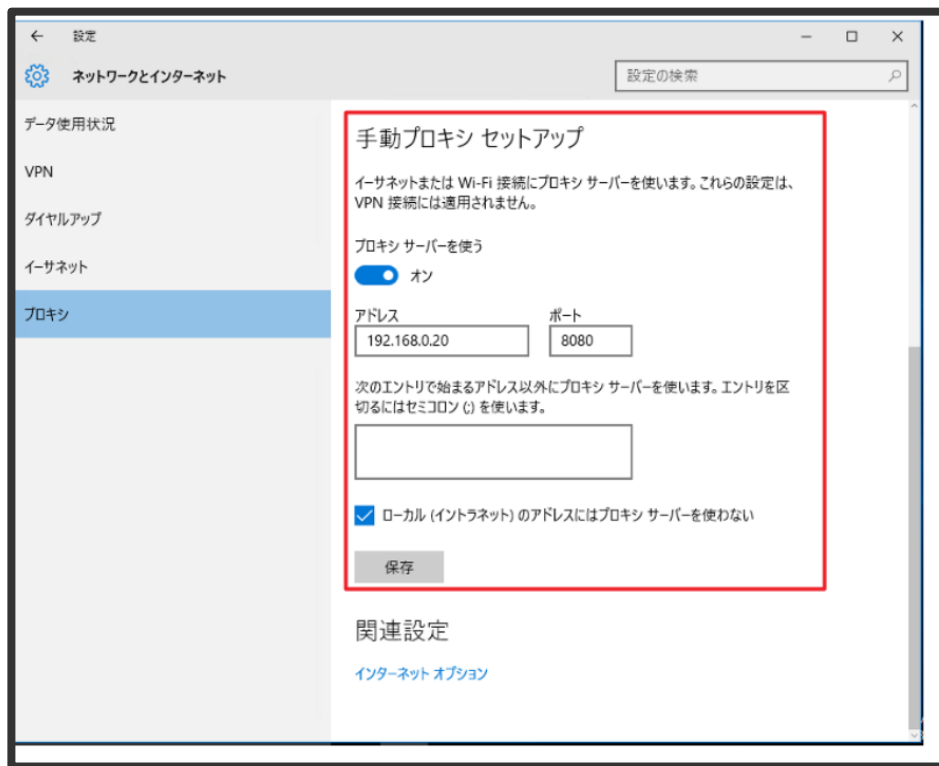 設定
ネットワークとインターネット
設定の検索
データ使用状況
VPN
ダイヤルアップ
イーサネット
プロキシ
手動プロキシ セットアップ
イーサネットまたは Wi-Fi 接続にプロキシ サーバーを使います。これらの設定は、
VPN 接続には適用されません。
プロキシ サーバーを使う
オン
アドレス ポート
192.168.0.20 8080
次のエントリで始まるアドレス以外にプロキシ サーバーを使います。エントリを区
切るにはセミコロン (;) を使います。
ローカル (イントラネット) のアドレスにはプロキシ サーバーを使わない
保存
関連設定
インターネット オプション